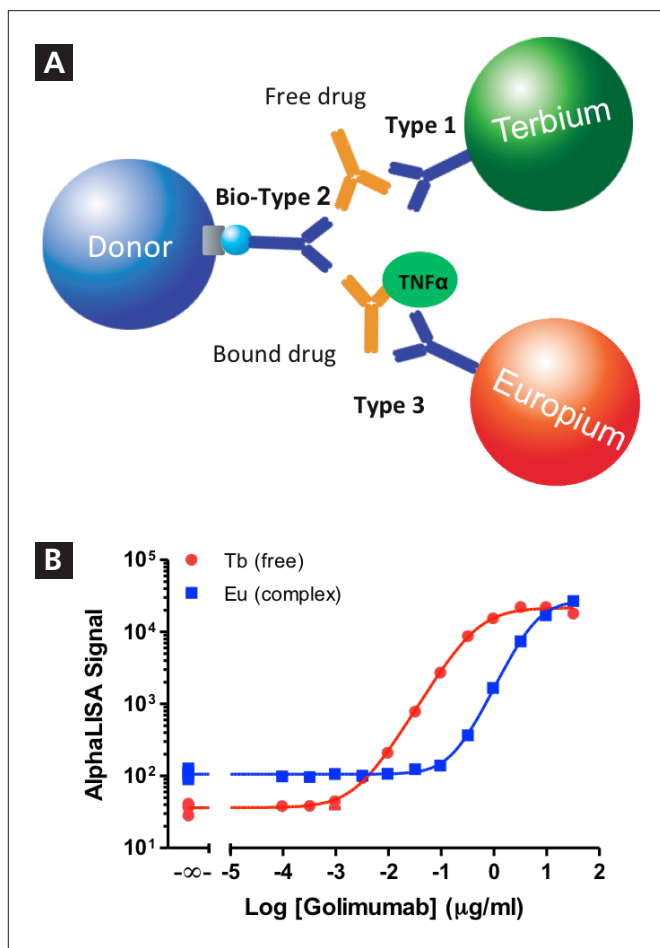 A
Free drug
Type 1
Terbium
Bio-Type 2
Donor
TNFα
Bound drug
Type 3
Europium
B
Tb (free)
Eu (complex)
AlphaLISA Signal
10⁵
10⁴
10³
10²
10¹
-∞- -5 -4 -3 -2 -1 0 1 2
Log [Golimumab] (μg/ml)